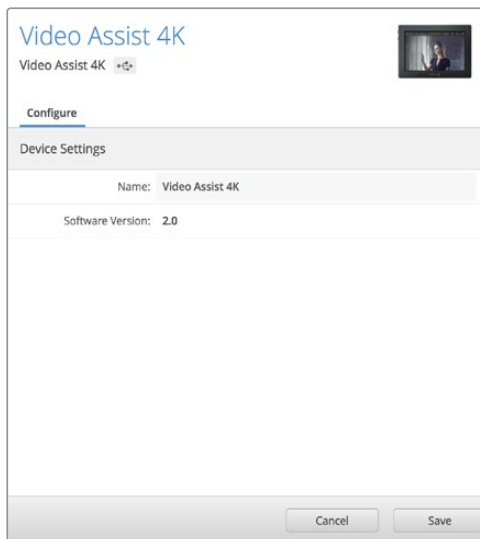 Video Assist 4K
Video Assist 4K
Configure
Device Settings
Name: Video Assist 4K
Software Version: 2.0
Cancel Save